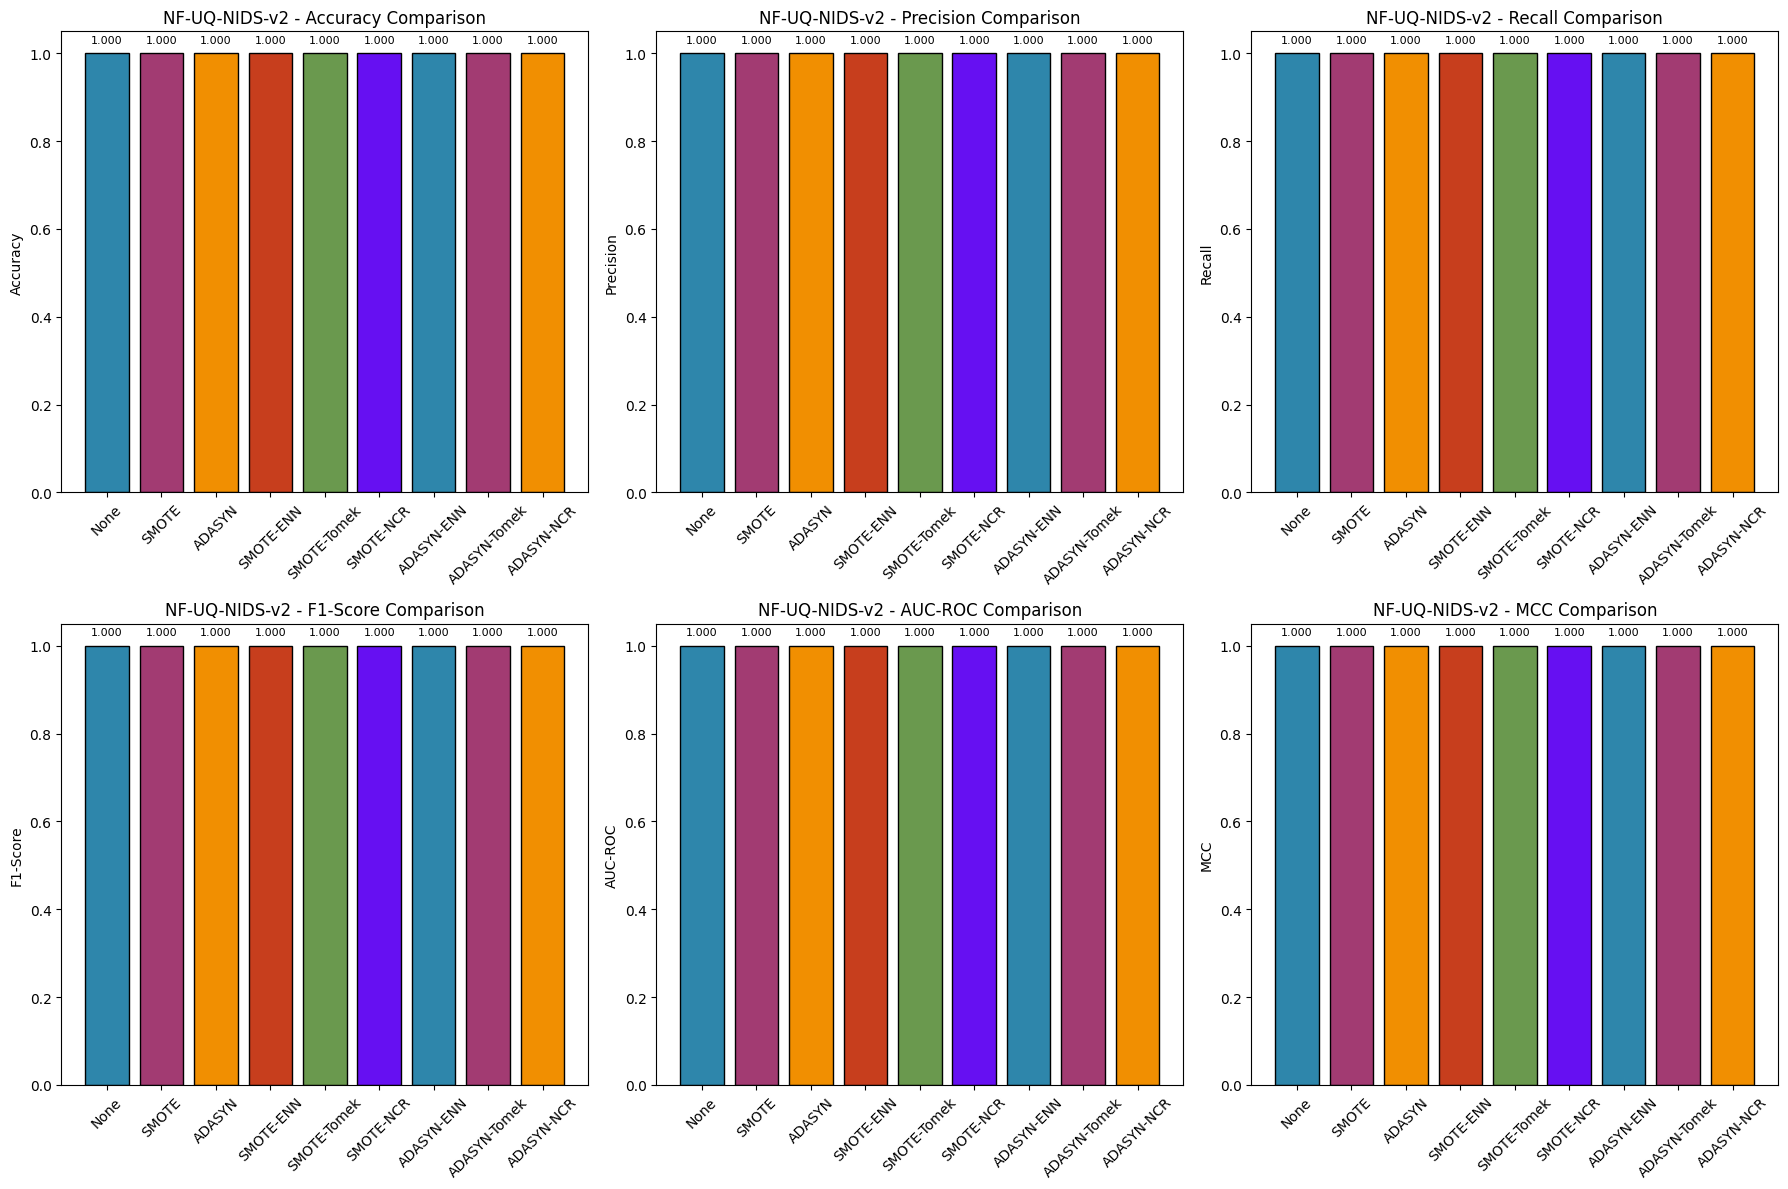 NF-UQ-NIDS-v2 - Accuracy Comparison
1.000 1.000 1.000 1.000 1.000 1.000 1.000 1.000 1.000
1.0
0.8
0.6
0.4
0.2
0.0
Accuracy
None SMOTE ADASYN SMOTE-ENN SMOTE-Tomek SMOTE-NCR ADASYN-ENN ADASYN-Tomek ADASYN-NCR
NF-UQ-NIDS-v2 - Precision Comparison
1.000 1.000 1.000 1.000 1.000 1.000 1.000 1.000 1.000
1.0
0.8
0.6
0.4
0.2
0.0
Precision
None SMOTE ADASYN SMOTE-ENN SMOTE-Tomek SMOTE-NCR ADASYN-ENN ADASYN-Tomek ADASYN-NCR
NF-UQ-NIDS-v2 - Recall Comparison
1.000 1.000 1.000 1.000 1.000 1.000 1.000 1.000 1.000
1.0
0.8
0.6
0.4
0.2
0.0
Recall
None SMOTE ADASYN SMOTE-ENN SMOTE-Tomek SMOTE-NCR ADASYN-ENN ADASYN-Tomek ADASYN-NCR
NF-UQ-NIDS-v2 - F1-Score Comparison
1.000 1.000 1.000 1.000 1.000 1.000 1.000 1.000 1.000
1.0
0.8
0.6
0.4
0.2
0.0
F1-Score
None SMOTE ADASYN SMOTE-ENN SMOTE-Tomek SMOTE-NCR ADASYN-ENN ADASYN-Tomek ADASYN-NCR
NF-UQ-NIDS-v2 - AUC-ROC Comparison
1.000 1.000 1.000 1.000 1.000 1.000 1.000 1.000 1.000
1.0
0.8
0.6
0.4
0.2
0.0
AUC-ROC
None SMOTE ADASYN SMOTE-ENN SMOTE-Tomek SMOTE-NCR ADASYN-ENN ADASYN-Tomek ADASYN-NCR
NF-UQ-NIDS-v2 - MCC Comparison
1.000 1.000 1.000 1.000 1.000 1.000 1.000 1.000 1.000
1.0
0.8
0.6
0.4
0.2
0.0
MCC
None SMOTE ADASYN SMOTE-ENN SMOTE-Tomek SMOTE-NCR ADASYN-ENN ADASYN-Tomek ADASYN-NCR